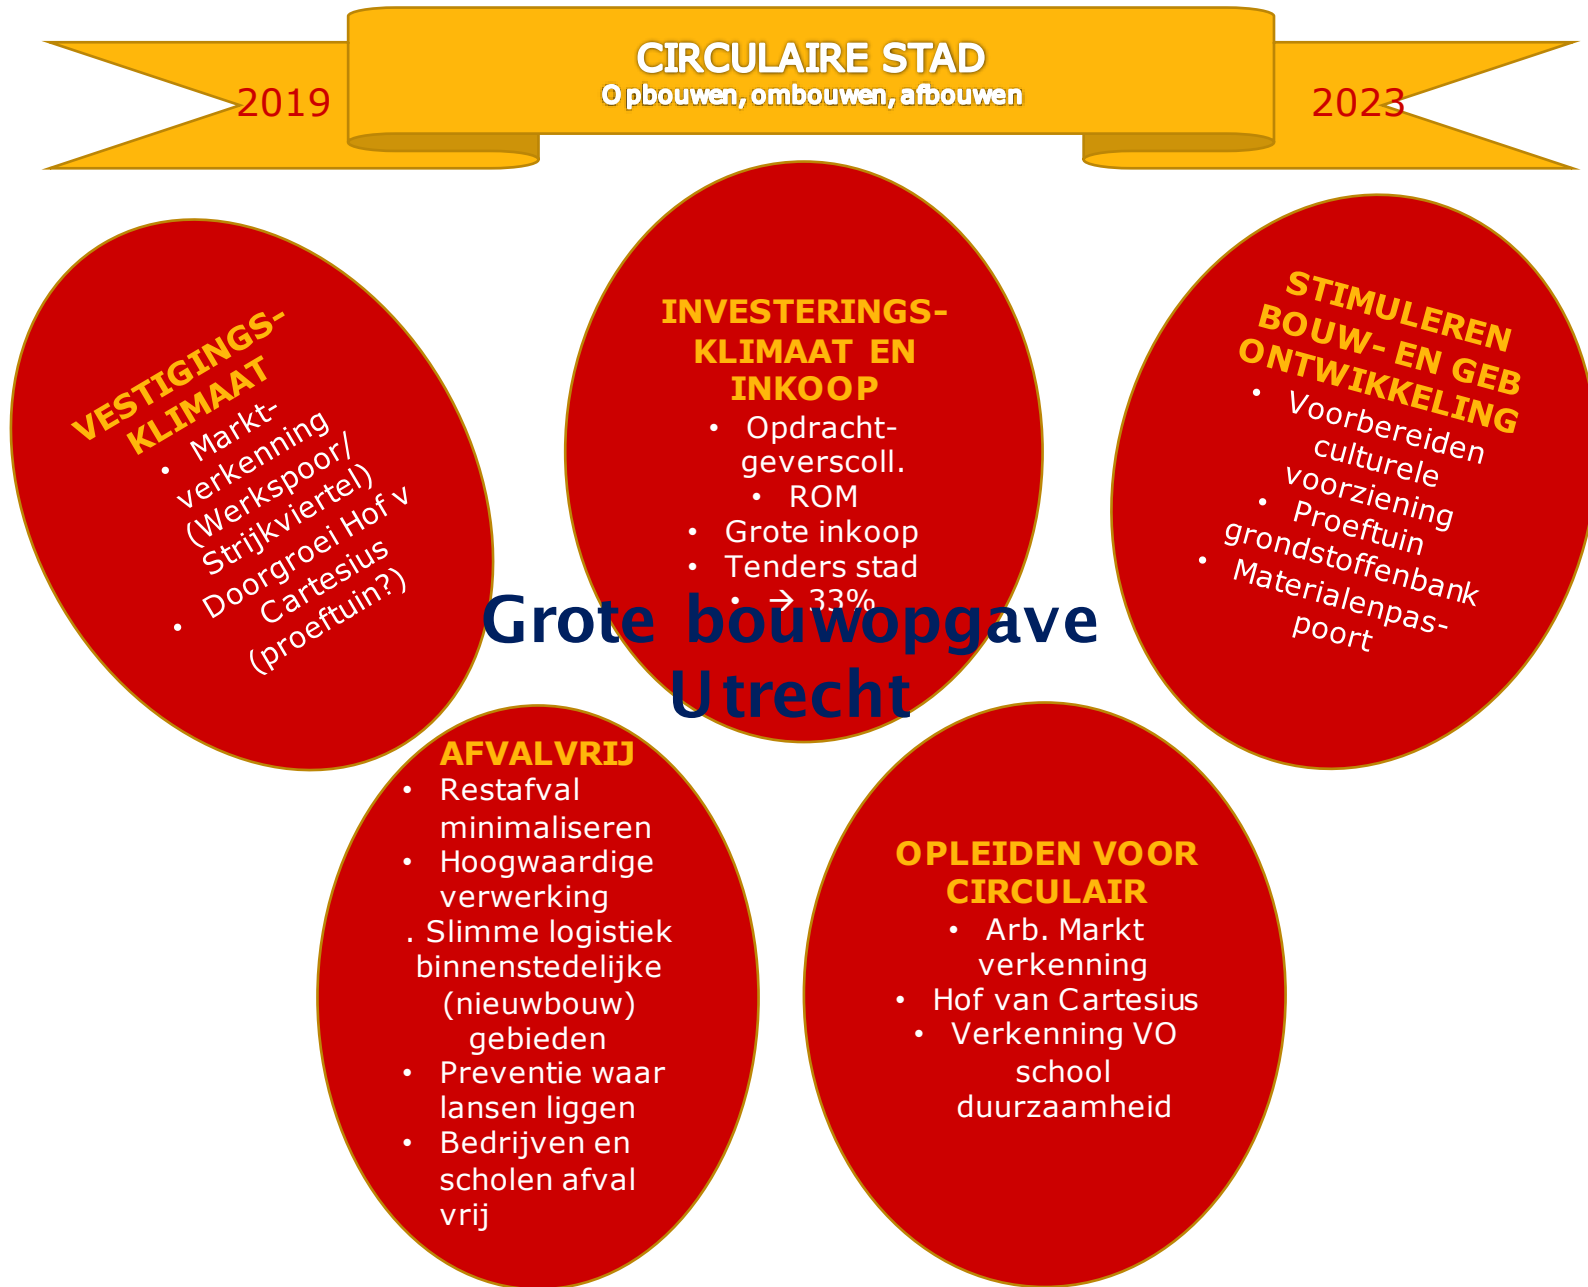 CIRCULAIRE STAD
Opbouwen, ombouwen, afbouwen
2019
2023
VESTIGINGS-
KLIMAAT
• Markt-
verkenning
(Werkspoor/
Strijkviertel)
• Doorgroei Hof v
Cartesius
(proeftuin?)
INVESTERINGS-
KLIMAAT EN
INKOOP
• Opdracht-
geverscoll.
• ROM
• Grote inkoop
• Tenders stad
• → 33%
STIMULEREN
BOUW- EN GEB
ONTWIKKELING
• Voorbereiden
culturele
voorziening
• Proeftuin
grondstoffenbank
• Materialenpas-
poort
Grote bouwopgave
Utrecht
AFVALVRIJ
• Restafval
minimaliseren
• Hoogwaardige
verwerking
. Slimme logistiek
binnenstedelijke
(nieuwbouw)
gebieden
• Preventie waar
lansen liggen
• Bedrijven en
scholen afval
vrij
OPLEIDEN VOOR
CIRCULAIR
• Arb. Markt
verkenning
• Hof van Cartesius
• Verkenning VO
school
duurzaamheid